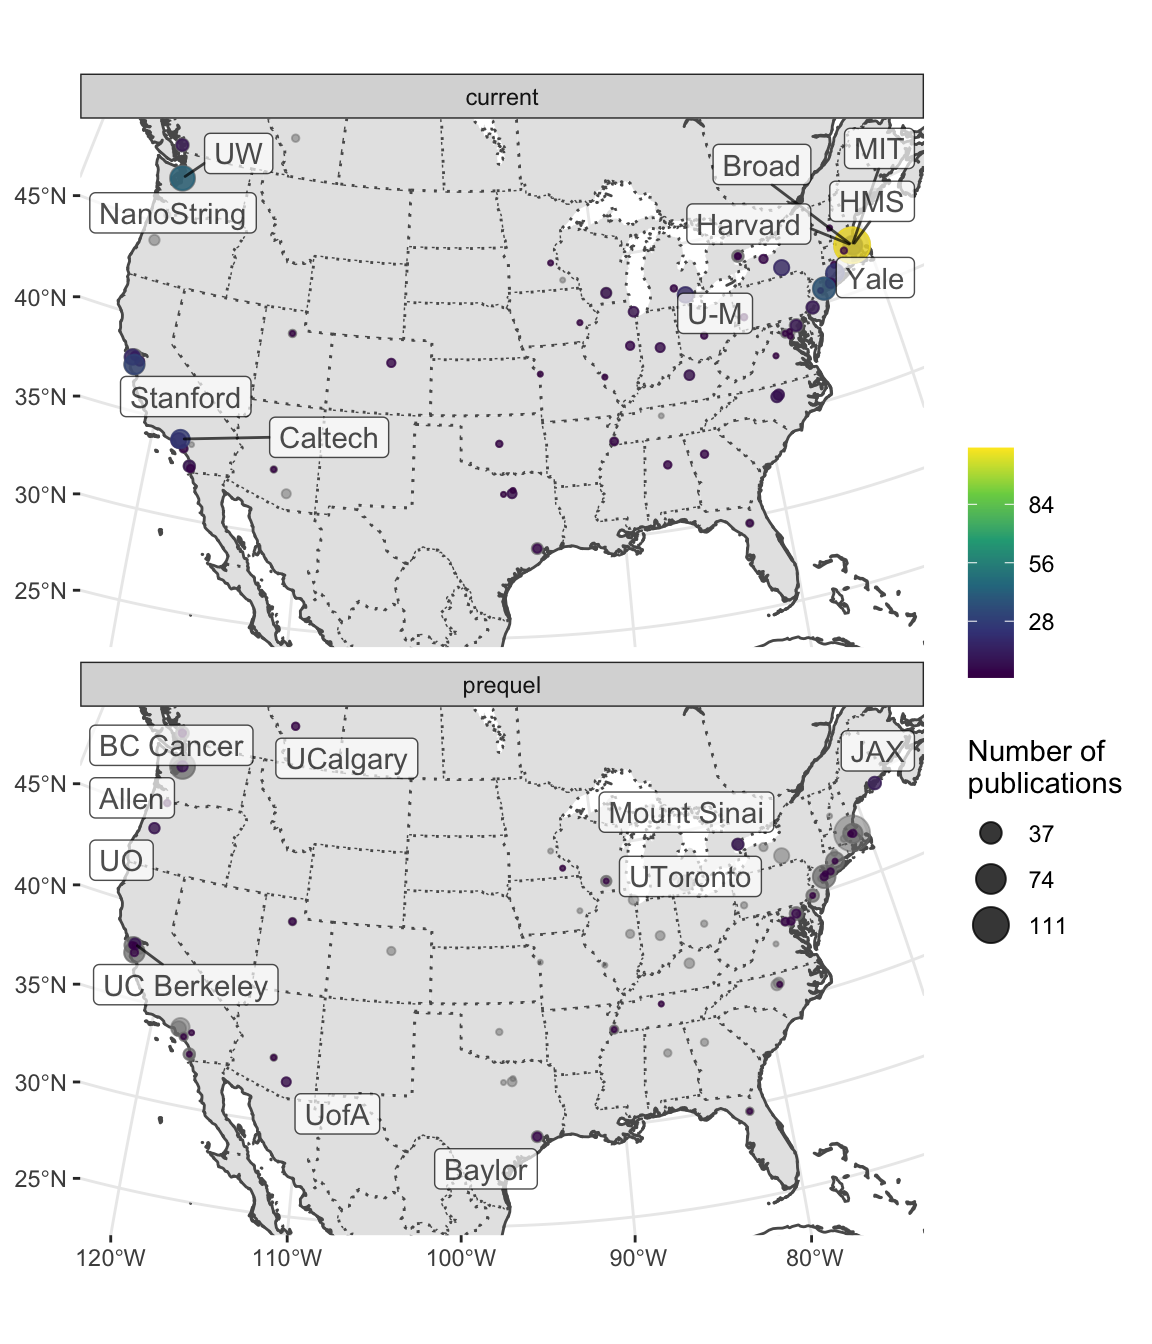 current
UW
MIT
Broad
NanoString
HMS
Harvard
Yale
U-M
Stanford
Caltech
45°N
40°N
35°N
30°N
25°N
84
56
28
Number of
publications
37
74
111
prequel
BC Cancer
UCalgary
JAX
Allen
Mount Sinai
UO
UToronto
UC Berkeley
UofA
Baylor
45°N
40°N
35°N
30°N
25°N
120°W
110°W
100°W
90°W
80°W